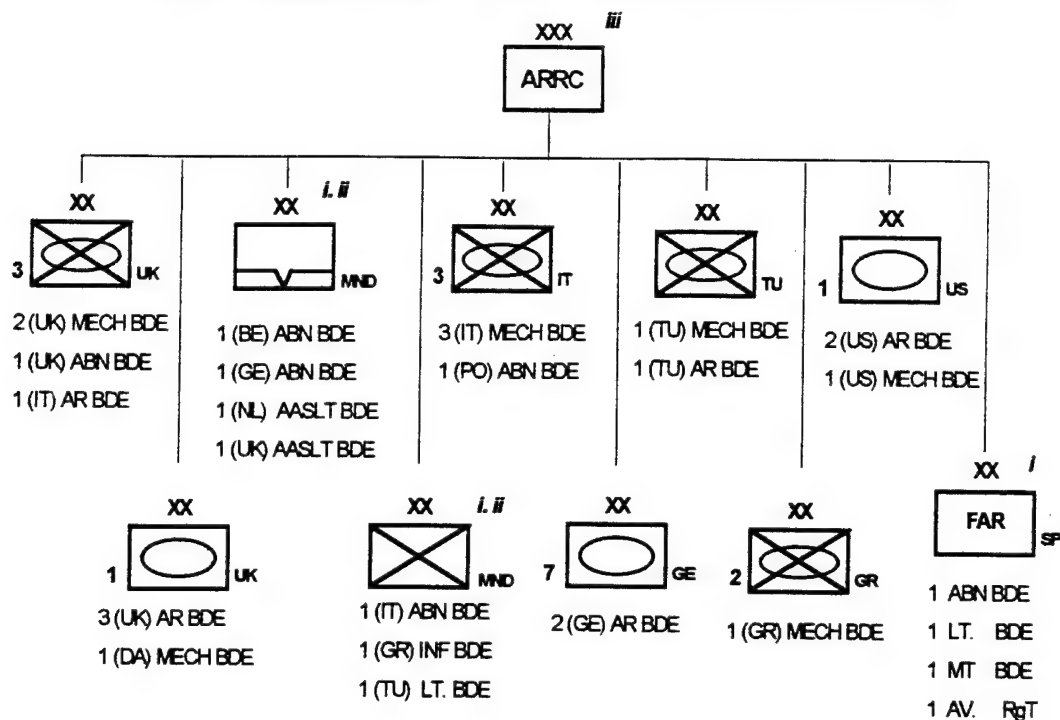 XXX iii
ARRC
XX
3 UK
2 (UK) MECH BDE
1 (UK) ABN BDE
1 (IT) AR BDE
XX i. ii
MND
1 (BE) ABN BDE
1 (GE) ABN BDE
1 (NL) AASLT BDE
1 (UK) AASLT BDE
XX
3 IT
3 (IT) MECH BDE
1 (PO) ABN BDE
XX
TU
1 (TU) MECH BDE
1 (TU) AR BDE
XX
1 US
2 (US) AR BDE
1 (US) MECH BDE
XX
1 UK
3 (UK) AR BDE
1 (DA) MECH BDE
XX i. ii
MND
1 (IT) ABN BDE
1 (GR) INF BDE
1 (TU) LT. BDE
XX
7 GE
2 (GE) AR BDE
XX
2 GR
1 (GR) MECH BDE
XX i
FAR SP
1 ABN BDE
1 LT. BDE
1 MT BDE
1 AV. RgT